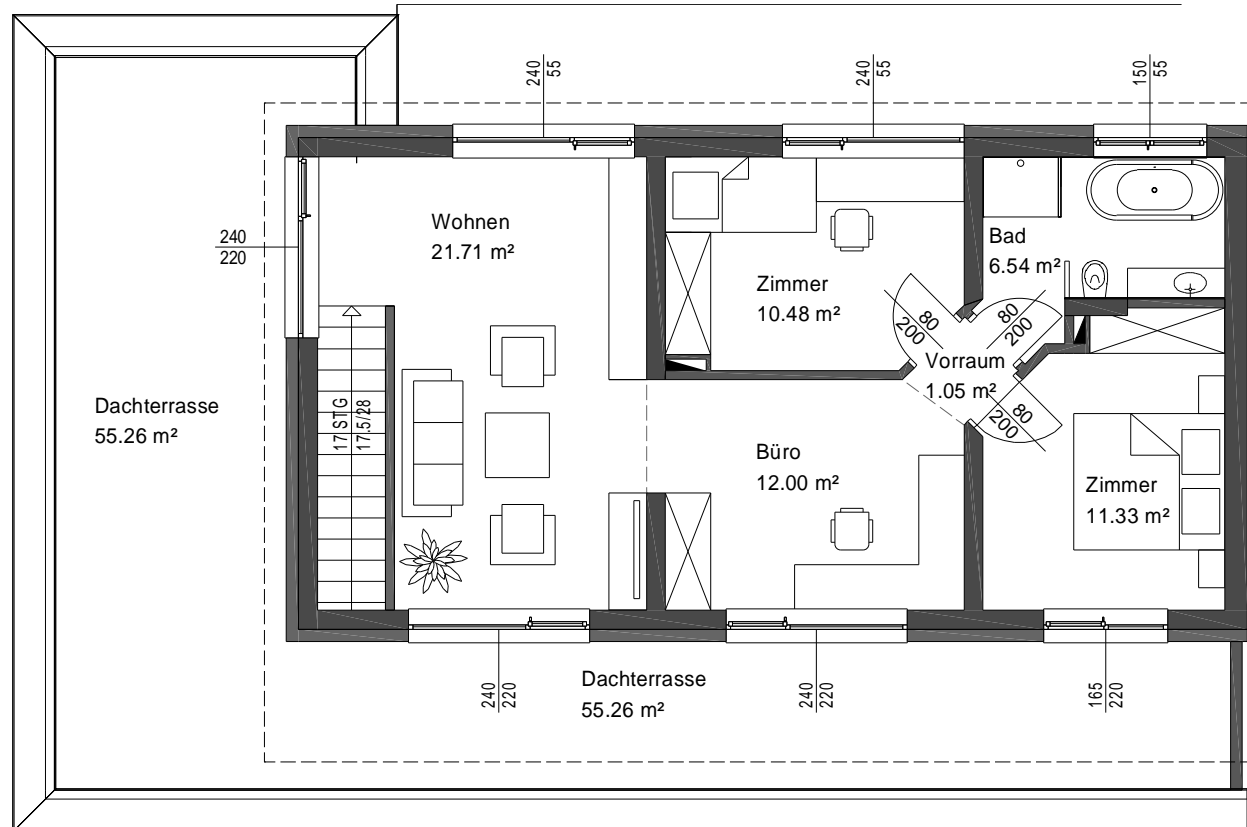 240
55
240
55
150
55
Wohnen
21.71 m²
240
220
Bad
6.54 m²
Zimmer
10.48 m²
80
200
80
200
Vorraum
1.05 m²
80
200
Dachterrasse
55.26 m²
17 STG
17.5/28
Büro
12.00 m²
Zimmer
11.33 m²
Dachterrasse
55.26 m²
240
220
240
220
165
220